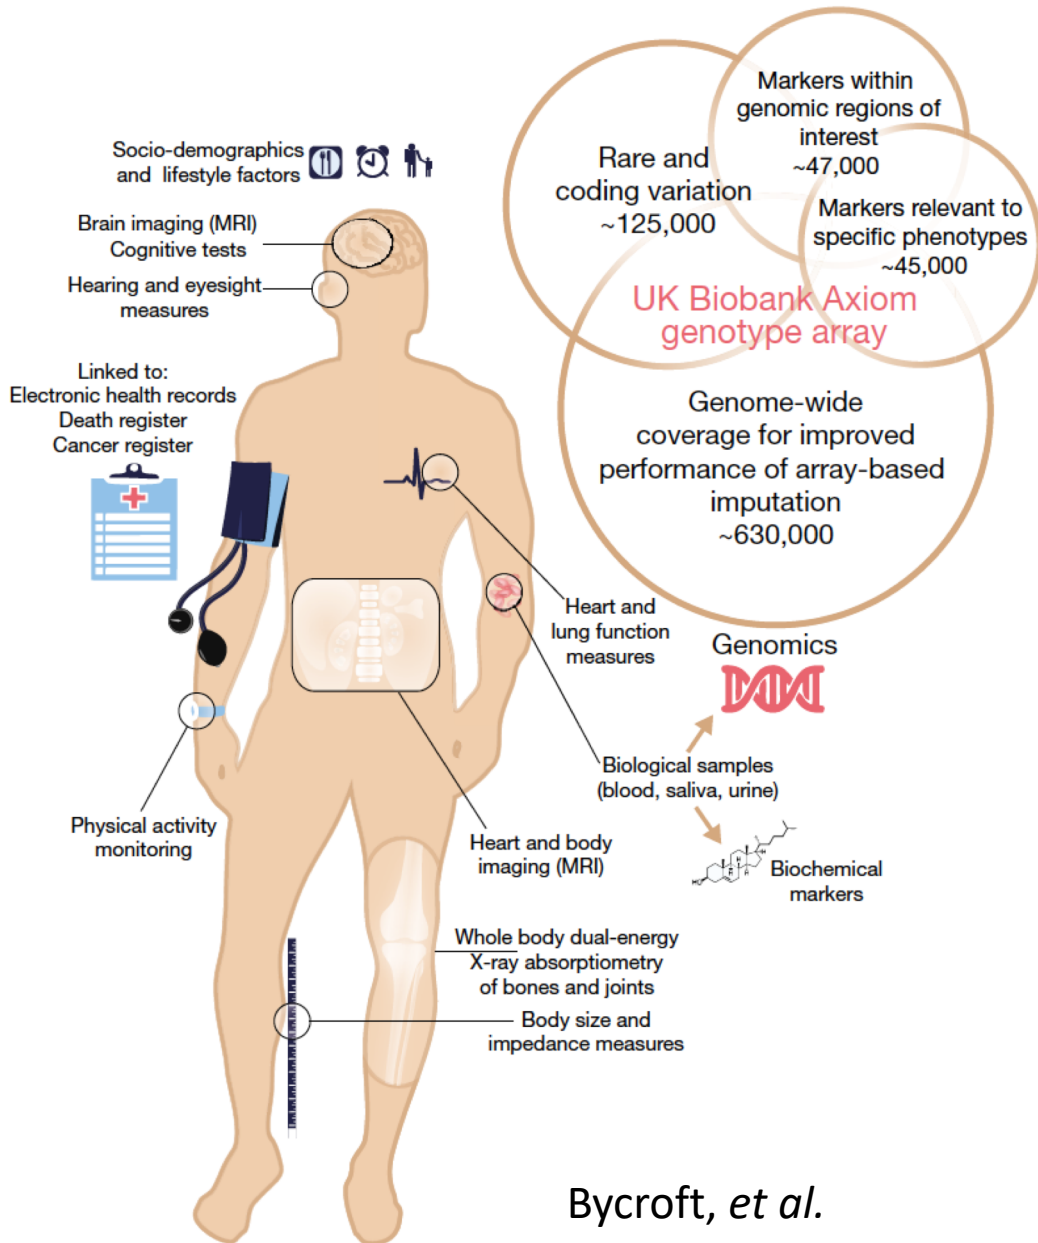 Socio-demographics
and lifestyle factors
Brain imaging (MRI)
Cognitive tests
Hearing and eyesight
measures
Linked to:
Electronic health records
Death register
Cancer register
Physical activity
monitoring
Heart and
lung function
measures
Heart and body
imaging (MRI)
Whole body dual-energy
X-ray absorptiometry
of bones and joints
Body size and
impedance measures
Biological samples
(blood, saliva, urine)
Genomics
HO
H
H
H
H
Biochemical
markers
Rare and
coding variation
~125,000
Markers within
genomic regions of
interest
~47,000
Markers relevant to
specific phenotypes
~45,000
UK Biobank Axiom
genotype array
Genome-wide
coverage for improved
performance of array-based
imputation
~630,000
Bycroft, et al.